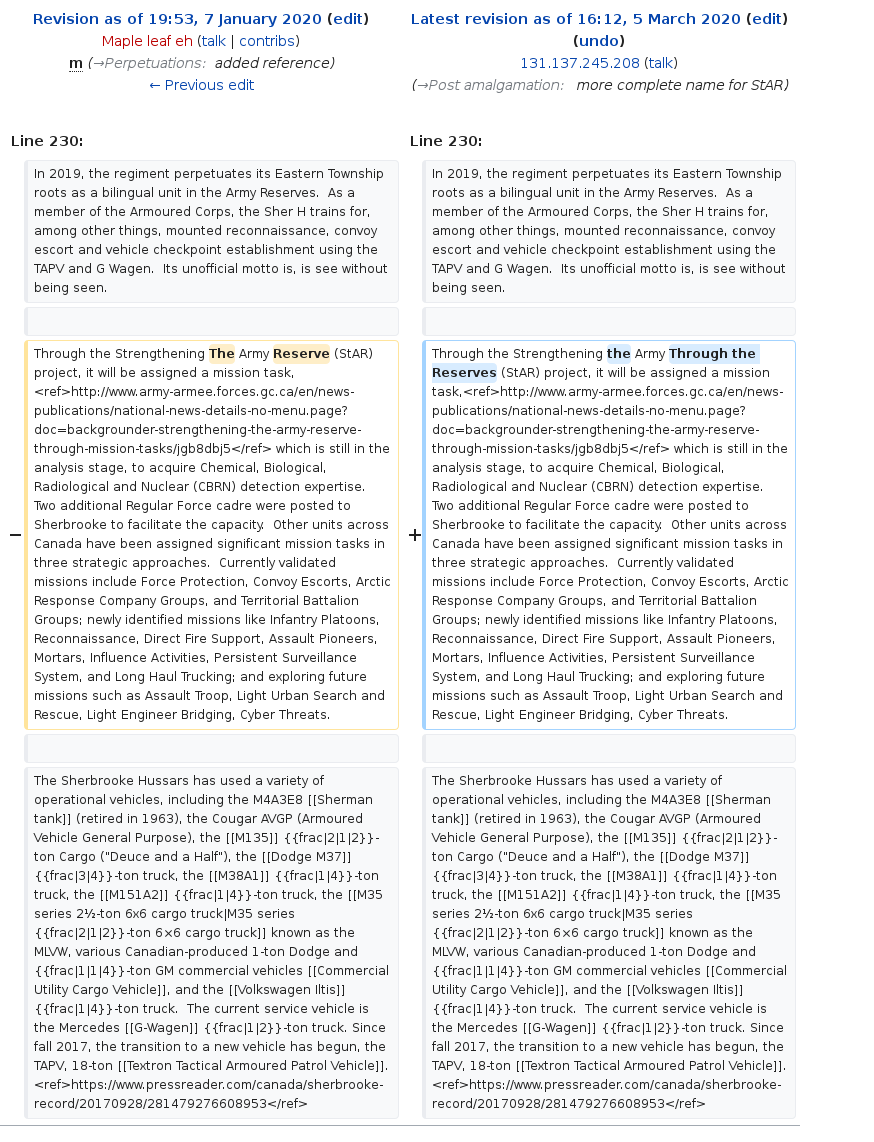 Revision as of 19:53, 7 January 2020 (edit)
Maple leaf eh (talk | contribs)
m (→Perpetuations: added reference)
← Previous edit
Latest revision as of 16:12, 5 March 2020 (edit)
(undo)
131.137.245.208 (talk)
(→Post amalgamation: more complete name for StAR)
Line 230:
In 2019, the regiment perpetuates its Eastern Township
roots as a bilingual unit in the Army Reserves.  As a
member of the Armoured Corps, the Sher H trains for,
among other things, mounted reconnaissance, convoy
escort and vehicle checkpoint establishment using the
TAPV and G Wagen.  Its unofficial motto is, is see without
being seen.
−
Through the Strengthening The Army Reserve (StAR)
project, it will be assigned a mission task,
<ref>http://www.army-armee.forces.gc.ca/en/news-
publications/national-news-details-no-menu.page?
doc=backgrounder-strengthening-the-army-reserve-
through-mission-tasks/jgb8dbj5</ref> which is still in the
analysis stage, to acquire Chemical, Biological,
Radiological and Nuclear (CBRN) detection expertise.
Two additional Regular Force cadre were posted to
Sherbrooke to facilitate the capacity.  Other units across
Canada have been assigned significant mission tasks in
three strategic approaches.  Currently validated
missions include Force Protection, Convoy Escorts, Arctic
Response Company Groups, and Territorial Battalion
Groups; newly identified missions like Infantry Platoons,
Reconnaissance, Direct Fire Support, Assault Pioneers,
Mortars, Influence Activities, Persistent Surveillance
System, and Long Haul Trucking; and exploring future
missions such as Assault Troop, Light Urban Search and
Rescue, Light Engineer Bridging, Cyber Threats.
The Sherbrooke Hussars has used a variety of
operational vehicles, including the M4A3E8 [[Sherman
tank]] (retired in 1963), the Cougar AVGP (Armoured
Vehicle General Purpose), the [[M135]] {{frac|2|1|2}}-
ton Cargo ("Deuce and a Half"), the [[Dodge M37]]
{{frac|3|4}}-ton truck, the [[M38A1]] {{frac|1|4}}-ton
truck, the [[M151A2]] {{frac|1|4}}-ton truck, the [[M35
series 2½-ton 6x6 cargo truck|M35 series
{{frac|2|1|2}}-ton 6×6 cargo truck]] known as the
MLVW, various Canadian-produced 1-ton Dodge and
{{frac|1|1|4}}-ton GM commercial vehicles [[Commercial
Utility Cargo Vehicle]], and the [[Volkswagen Iltis]]
{{frac|1|4}}-ton truck.  The current service vehicle is
the Mercedes [[G-Wagen]] {{frac|1|2}}-ton truck. Since
fall 2017, the transition to a new vehicle has begun, the
TAPV, 18-ton [[Textron Tactical Armoured Patrol Vehicle]].
<ref>https://www.pressreader.com/canada/sherbrooke-
record/20170928/281479276608953</ref>
Line 230:
In 2019, the regiment perpetuates its Eastern Township
roots as a bilingual unit in the Army Reserves.  As a
member of the Armoured Corps, the Sher H trains for,
among other things, mounted reconnaissance, convoy
escort and vehicle checkpoint establishment using the
TAPV and G Wagen.  Its unofficial motto is, is see without
being seen.
+
Through the Strengthening the Army Through the
Reserves (StAR) project, it will be assigned a mission
task,<ref>http://www.army-armee.forces.gc.ca/en/news-
publications/national-news-details-no-menu.page?
doc=backgrounder-strengthening-the-army-reserve-
through-mission-tasks/jgb8dbj5</ref> which is still in the
analysis stage, to acquire Chemical, Biological,
Radiological and Nuclear (CBRN) detection expertise.
Two additional Regular Force cadre were posted to
Sherbrooke to facilitate the capacity.  Other units across
Canada have been assigned significant mission tasks in
three strategic approaches.  Currently validated
missions include Force Protection, Convoy Escorts, Arctic
Response Company Groups, and Territorial Battalion
Groups; newly identified missions like Infantry Platoons,
Reconnaissance, Direct Fire Support, Assault Pioneers,
Mortars, Influence Activities, Persistent Surveillance
System, and Long Haul Trucking; and exploring future
missions such as Assault Troop, Light Urban Search and
Rescue, Light Engineer Bridging, Cyber Threats.
The Sherbrooke Hussars has used a variety of
operational vehicles, including the M4A3E8 [[Sherman
tank]] (retired in 1963), the Cougar AVGP (Armoured
Vehicle General Purpose), the [[M135]] {{frac|2|1|2}}-
ton Cargo ("Deuce and a Half"), the [[Dodge M37]]
{{frac|3|4}}-ton truck, the [[M38A1]] {{frac|1|4}}-ton
truck, the [[M151A2]] {{frac|1|4}}-ton truck, the [[M35
series 2½-ton 6x6 cargo truck|M35 series
{{frac|2|1|2}}-ton 6×6 cargo truck]] known as the
MLVW, various Canadian-produced 1-ton Dodge and
{{frac|1|1|4}}-ton GM commercial vehicles [[Commercial
Utility Cargo Vehicle]], and the [[Volkswagen Iltis]]
{{frac|1|4}}-ton truck.  The current service vehicle is
the Mercedes [[G-Wagen]] {{frac|1|2}}-ton truck. Since
fall 2017, the transition to a new vehicle has begun, the
TAPV, 18-ton [[Textron Tactical Armoured Patrol Vehicle]].
<ref>https://www.pressreader.com/canada/sherbrooke-
record/20170928/281479276608953</ref>